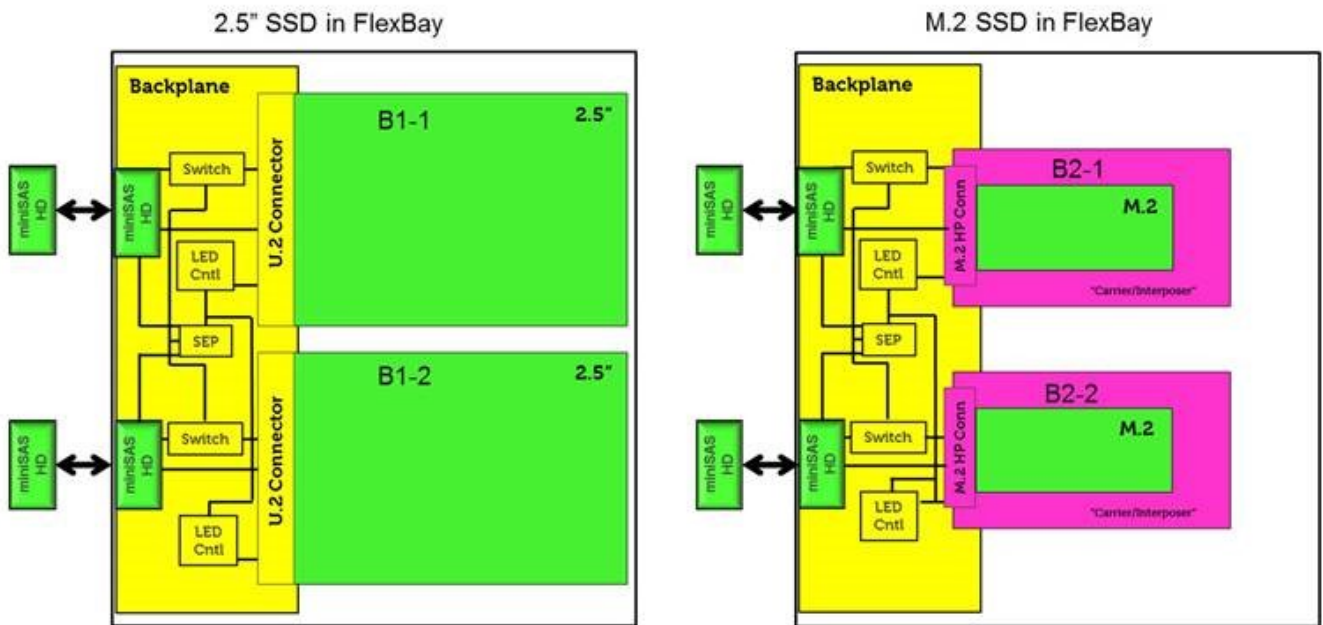 2.5” SSD in FlexBay
Backplane
B1-1
2.5”
Switch
miniSAS
HD
miniSAS
HD
U.2 Connector
LED
Cntl
SEP
B1-2
2.5”
Switch
miniSAS
HD
miniSAS
HD
U.2 Connector
LED
Cntl
M.2 SSD in FlexBay
Backplane
B2-1
Switch
M.2
miniSAS
HD
miniSAS
HD
M.2 HP Conn
LED
Cntl
"Carrier/Interposer"
SEP
B2-2
M.2
Switch
miniSAS
HD
miniSAS
HD
M.2 HP Conn
LED
Cntl
"Carrier/Interposer"